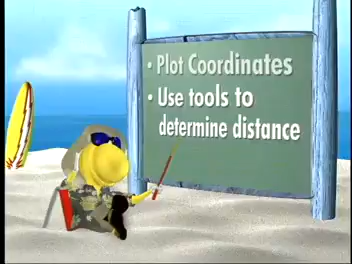 • Plot Coordinates
• Use tools to
determine distance